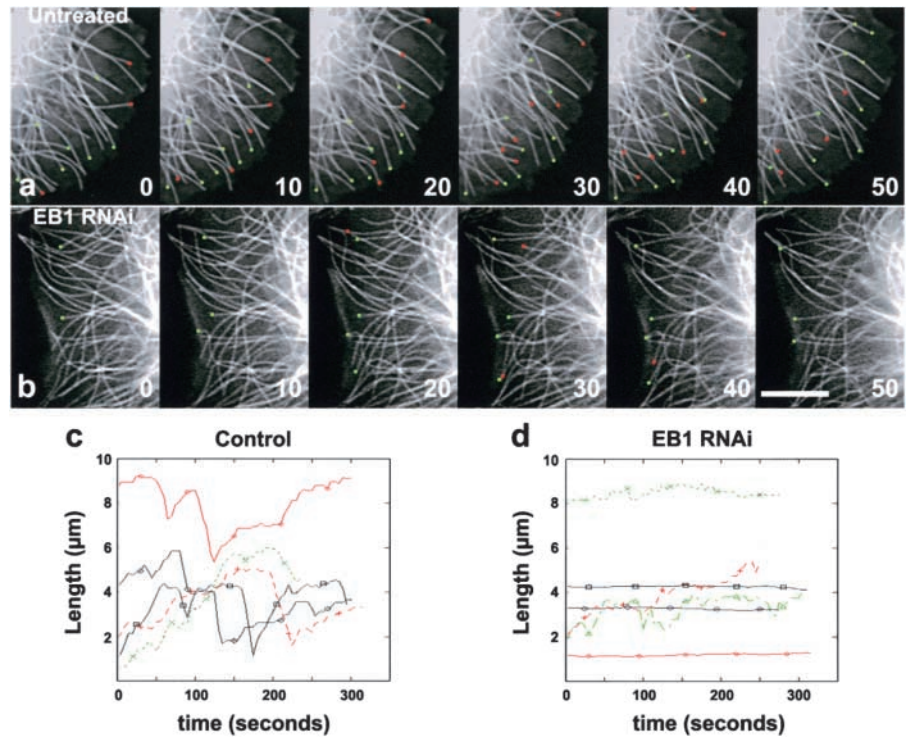 Untreated
a 0 10 20 30 40 50
EB1 RNAi
b 0 10 20 30 40 50
c Control
d EB1 RNAi
Length (μm)
10
8
6
4
2
0 100 200 300
time (seconds)
Length (μm)
10
8
6
4
2
0 100 200 300
time (seconds)